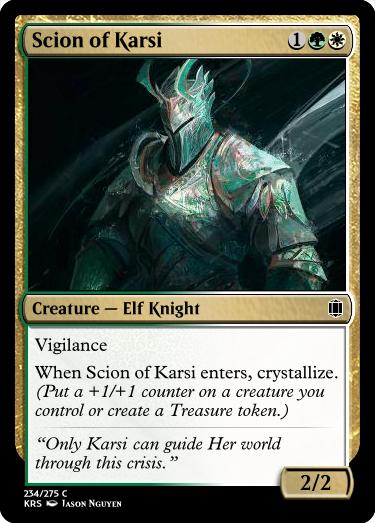 Scion of Karsi 1
Creature — Elf Knight
Vigilance
When Scion of Karsi enters, crystallize.
(Put a +1/+1 counter on a creature you
control or create a Treasure token.)
“Only Karsi can guide Her world
through this crisis.”
2/2
234/275 C
KRS Jason Nguyen